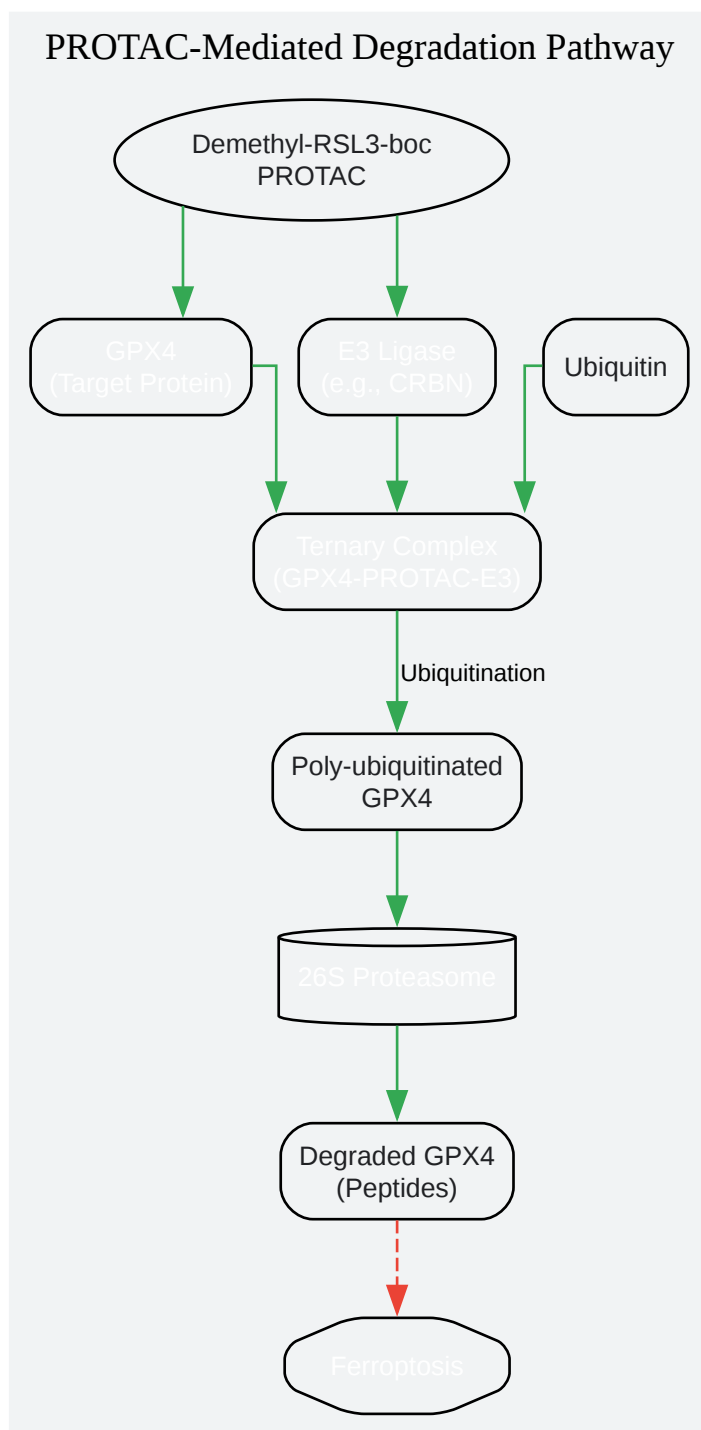 PROTAC-Mediated Degradation Pathway
Demethyl-RSL3-boc
PROTAC
GPX4
(Target Protein)
E3 Ligase
(e.g., CRBN)
Ubiquitin
Ternary Complex
(GPX4-PROTAC-E3)
Ubiquitination
Poly-ubiquitinated
GPX4
26S Proteasome
Degraded GPX4
(Peptides)
Ferroptosis